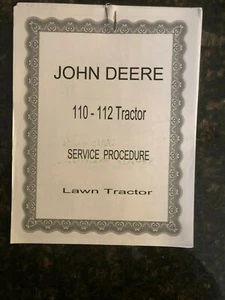 JOHN DEERE
110 - 112 Tractor
SERVICE PROCEDURE
Lawn Tractor